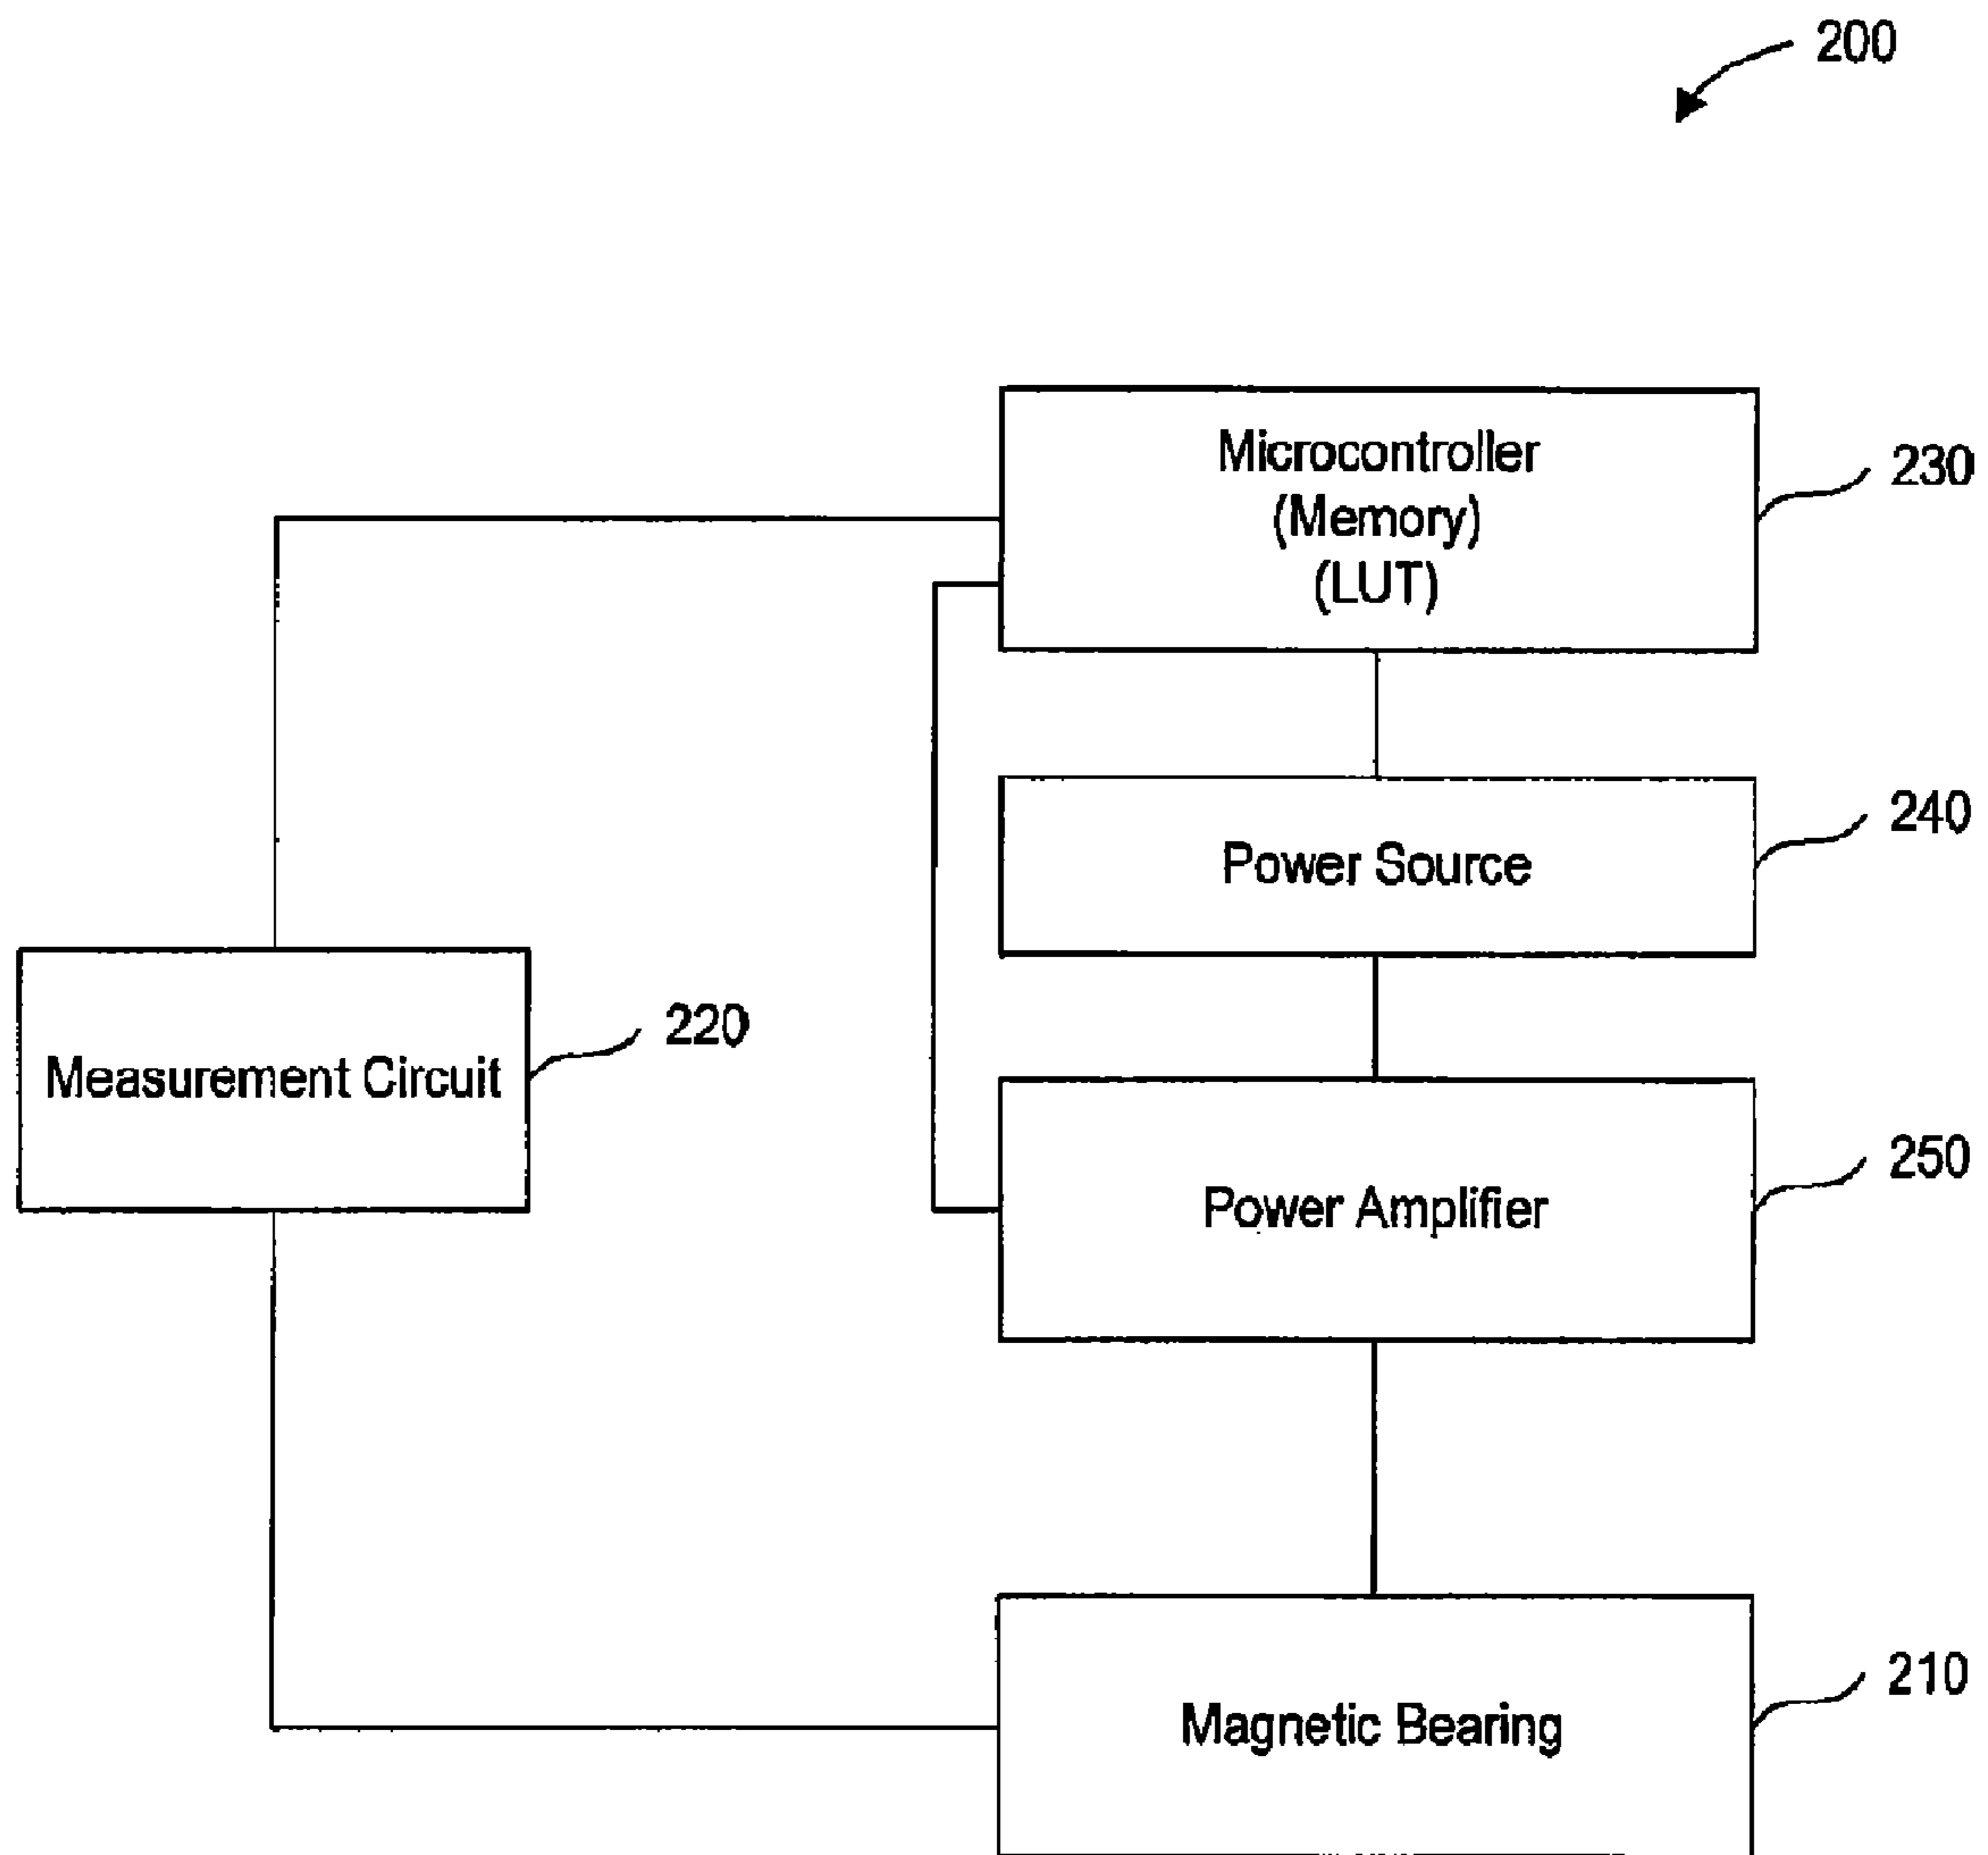 200
Microcontroller
(Memory)
(LUT)
230
Power Source
240
Measurement Circuit
220
Power Amplifier
250
Magnetic Bearing
210